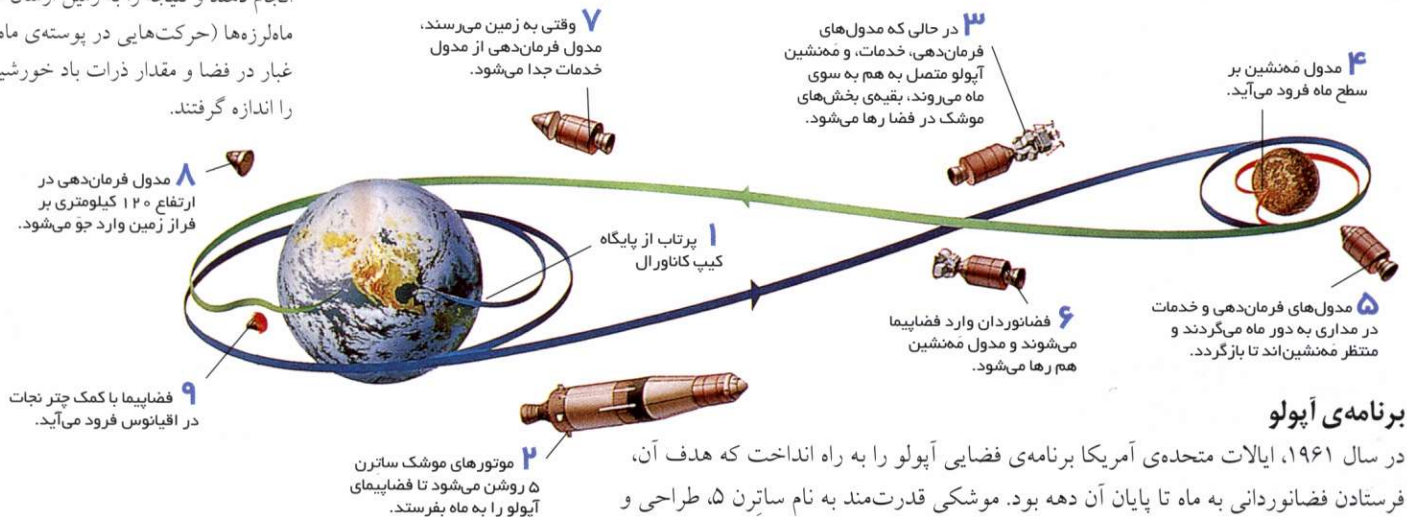 ماه‌لرزه‌ها (حرکت‌هایی در پوسته‌ی
غبار در فضا و مقدار ذرات باد
را اندازه گرفتند.
۱ پرتاب از پایگاه
کیپ کاناورال
۲ موتورهای موشک ساترن
۵ روشن می‌شود تا فضاپیمای
آپولو را به ماه بفرستد.
۳ در حالی که مدول‌های
فرمان‌دهی، خدمات، و مَه‌نشین
آپولو متصل به هم به سوی
ماه می‌روند، بقیه‌ی بخش‌های
موشک در فضا رها می‌شود.
۴ مدول مَه‌نشین بر
سطح ماه فرود می‌آید.
۵ مدول‌های فرمان‌دهی و خدمات
در مداری به دور ماه می‌گردند و
منتظر مَه‌نشین‌اند تا بازگردد.
۶ فضانوردان وارد فضاپیما
می‌شوند و مدول مَه‌نشین
هم رها می‌شود.
۷ وقتی به زمین می‌رسند،
مدول فرمان‌دهی از مدول
خدمات جدا می‌شود.
۸ مدول فرمان‌دهی در
ارتفاع ۱۲۰ کیلومتری بر
فراز زمین وارد جوّ می‌شود.
۹ فضاپیما با کمک چتر نجات
در اقیانوس فرود می‌آید.
برنامه‌ی آپولو
در سال ۱۹۶۱، ایالات متحده‌ی آمریکا برنامه‌ی فضایی آپولو را به راه انداخت که هدف آن،
فرستادن فضانوردانی به ماه تا پایان آن دهه بود. موشکی قدرت‌مند به نام ساتِرن ۵، طراحی و